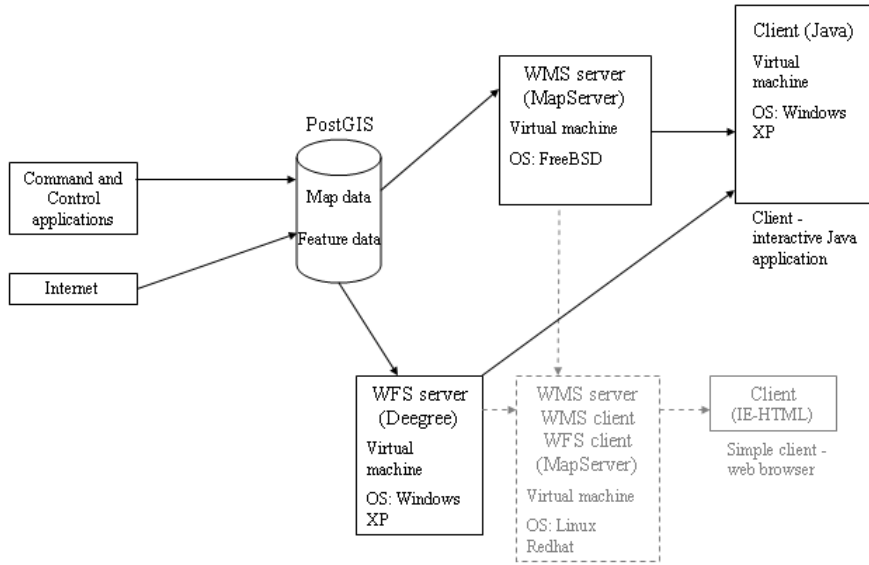 Client (Java)
Virtual
machine
OS: Windows
XP
WMS server
(MapServer)
Virtual machine
OS: FreeBSD
PostGIS
Map data
Feature data
Command and
Control
applications
Internet
Client -
interactive Java
application
WFS server
(Deegree)
Virtual
machine
OS: Windows
XP
WMS server
WMS client
WFS client
(MapServer)
Virtual machine
OS: Linux
Redhat
Client
(IE-HTML)
Simple client -
web browser